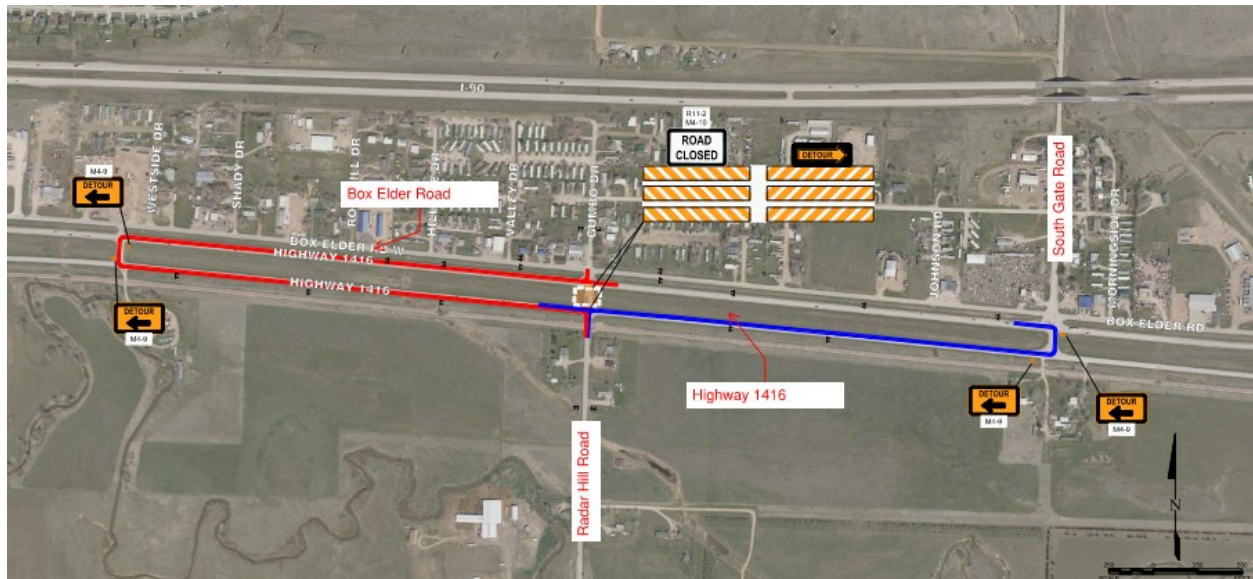 I-90
R11-2
M4-10
ROAD
CLOSED
DETOUR
M4-9
DETOUR
WESTSIDE DR
SHADY DR
Box Elder Road
VALLEY DR
GUMBO DR
JOHNSON RD
South Gate Road
MORNINGSIDE DR
BOX ELDER RD W
HIGHWAY 1416
HIGHWAY 1416
BOX ELDER RD
DETOUR
M4-9
Highway 1416
DETOUR
M4-9
DETOUR
M4-9
Radar Hill Road
N